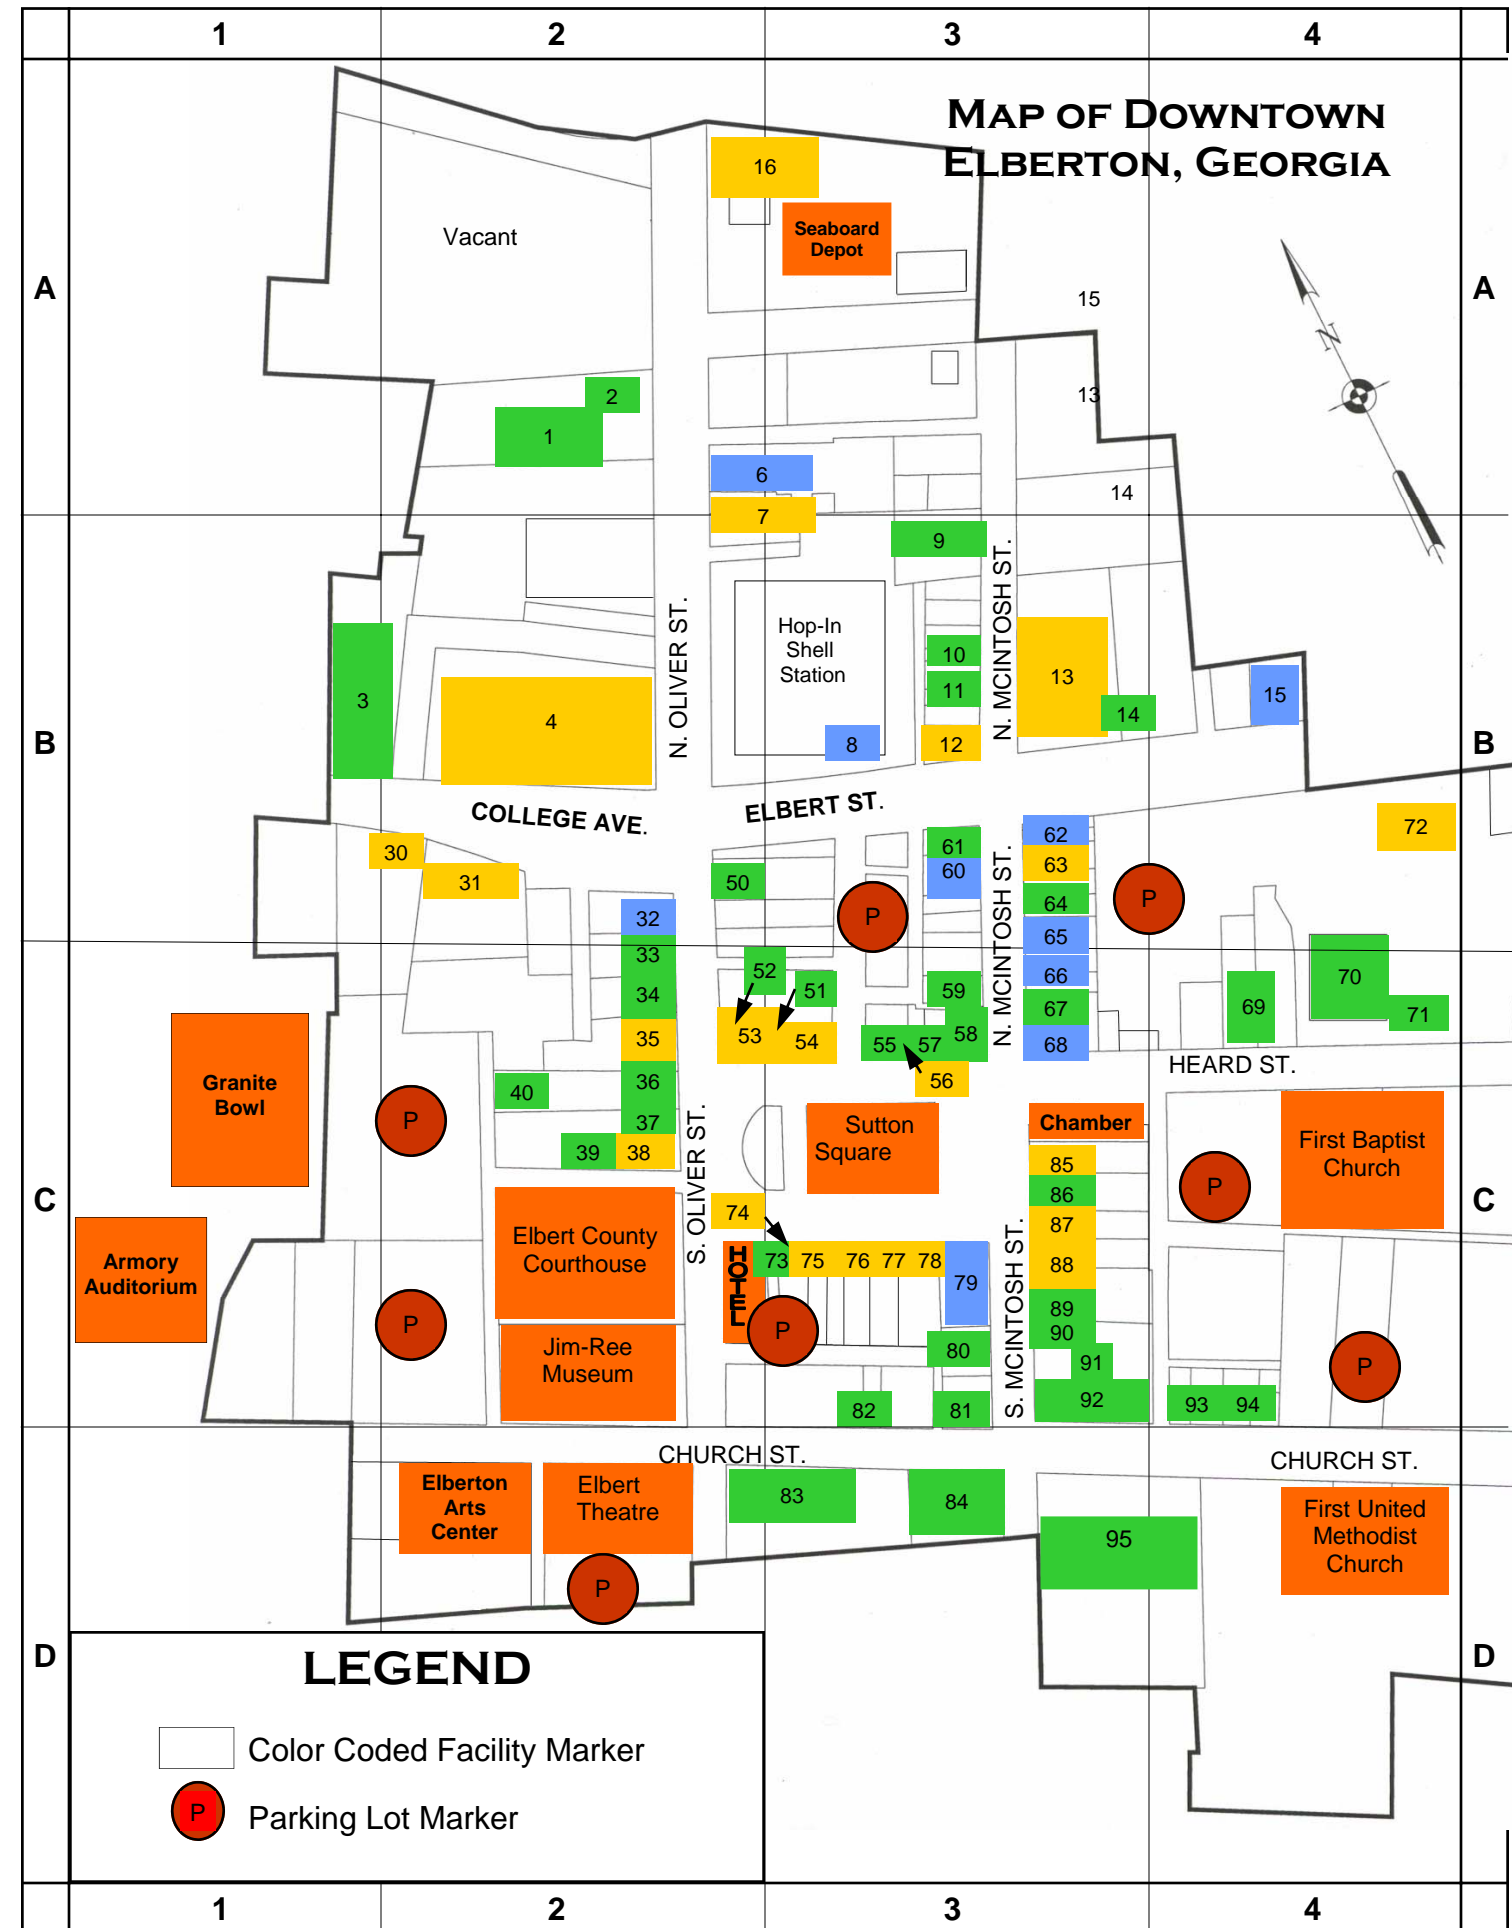 1 2 3 4
MAP OF DOWNTOWN
ELBERTON, GEORGIA
16
Seaboard
Depot
Vacant
A A
15
N
2
13
1
6
14
7
9
N. OLIVER ST.
N. MCINTOSH ST.
Hop-In
Shell
Station
10
11
3
4
13
14
15
8
12
B B
COLLEGE AVE.
ELBERT ST.
30
31
50
61
60
62
63
64
72
P
P
32
33
34
35
36
37
38
39
40
52
51
53
54
59
58
55
57
56
N. MCINTOSH ST.
65
66
67
68
69
70
71
HEARD ST.
Granite
Bowl
P
S. OLIVER ST.
Sutton
Square
Chamber
First Baptist
Church
P
85
86
87
88
89
90
91
92
C C
Armory
Auditorium
Elbert County
Courthouse
74
HOTEL
73
75
76
77
78
79
P
P
Jim-Ree
Museum
80
S. MCINTOSH ST.
P
82
81
93
94
CHURCH ST.
CHURCH ST.
Elberton
Arts
Center
Elbert
Theatre
83
84
95
First United
Methodist
Church
P
D D
LEGEND
Color Coded Facility Marker
P Parking Lot Marker
1 2 3 4